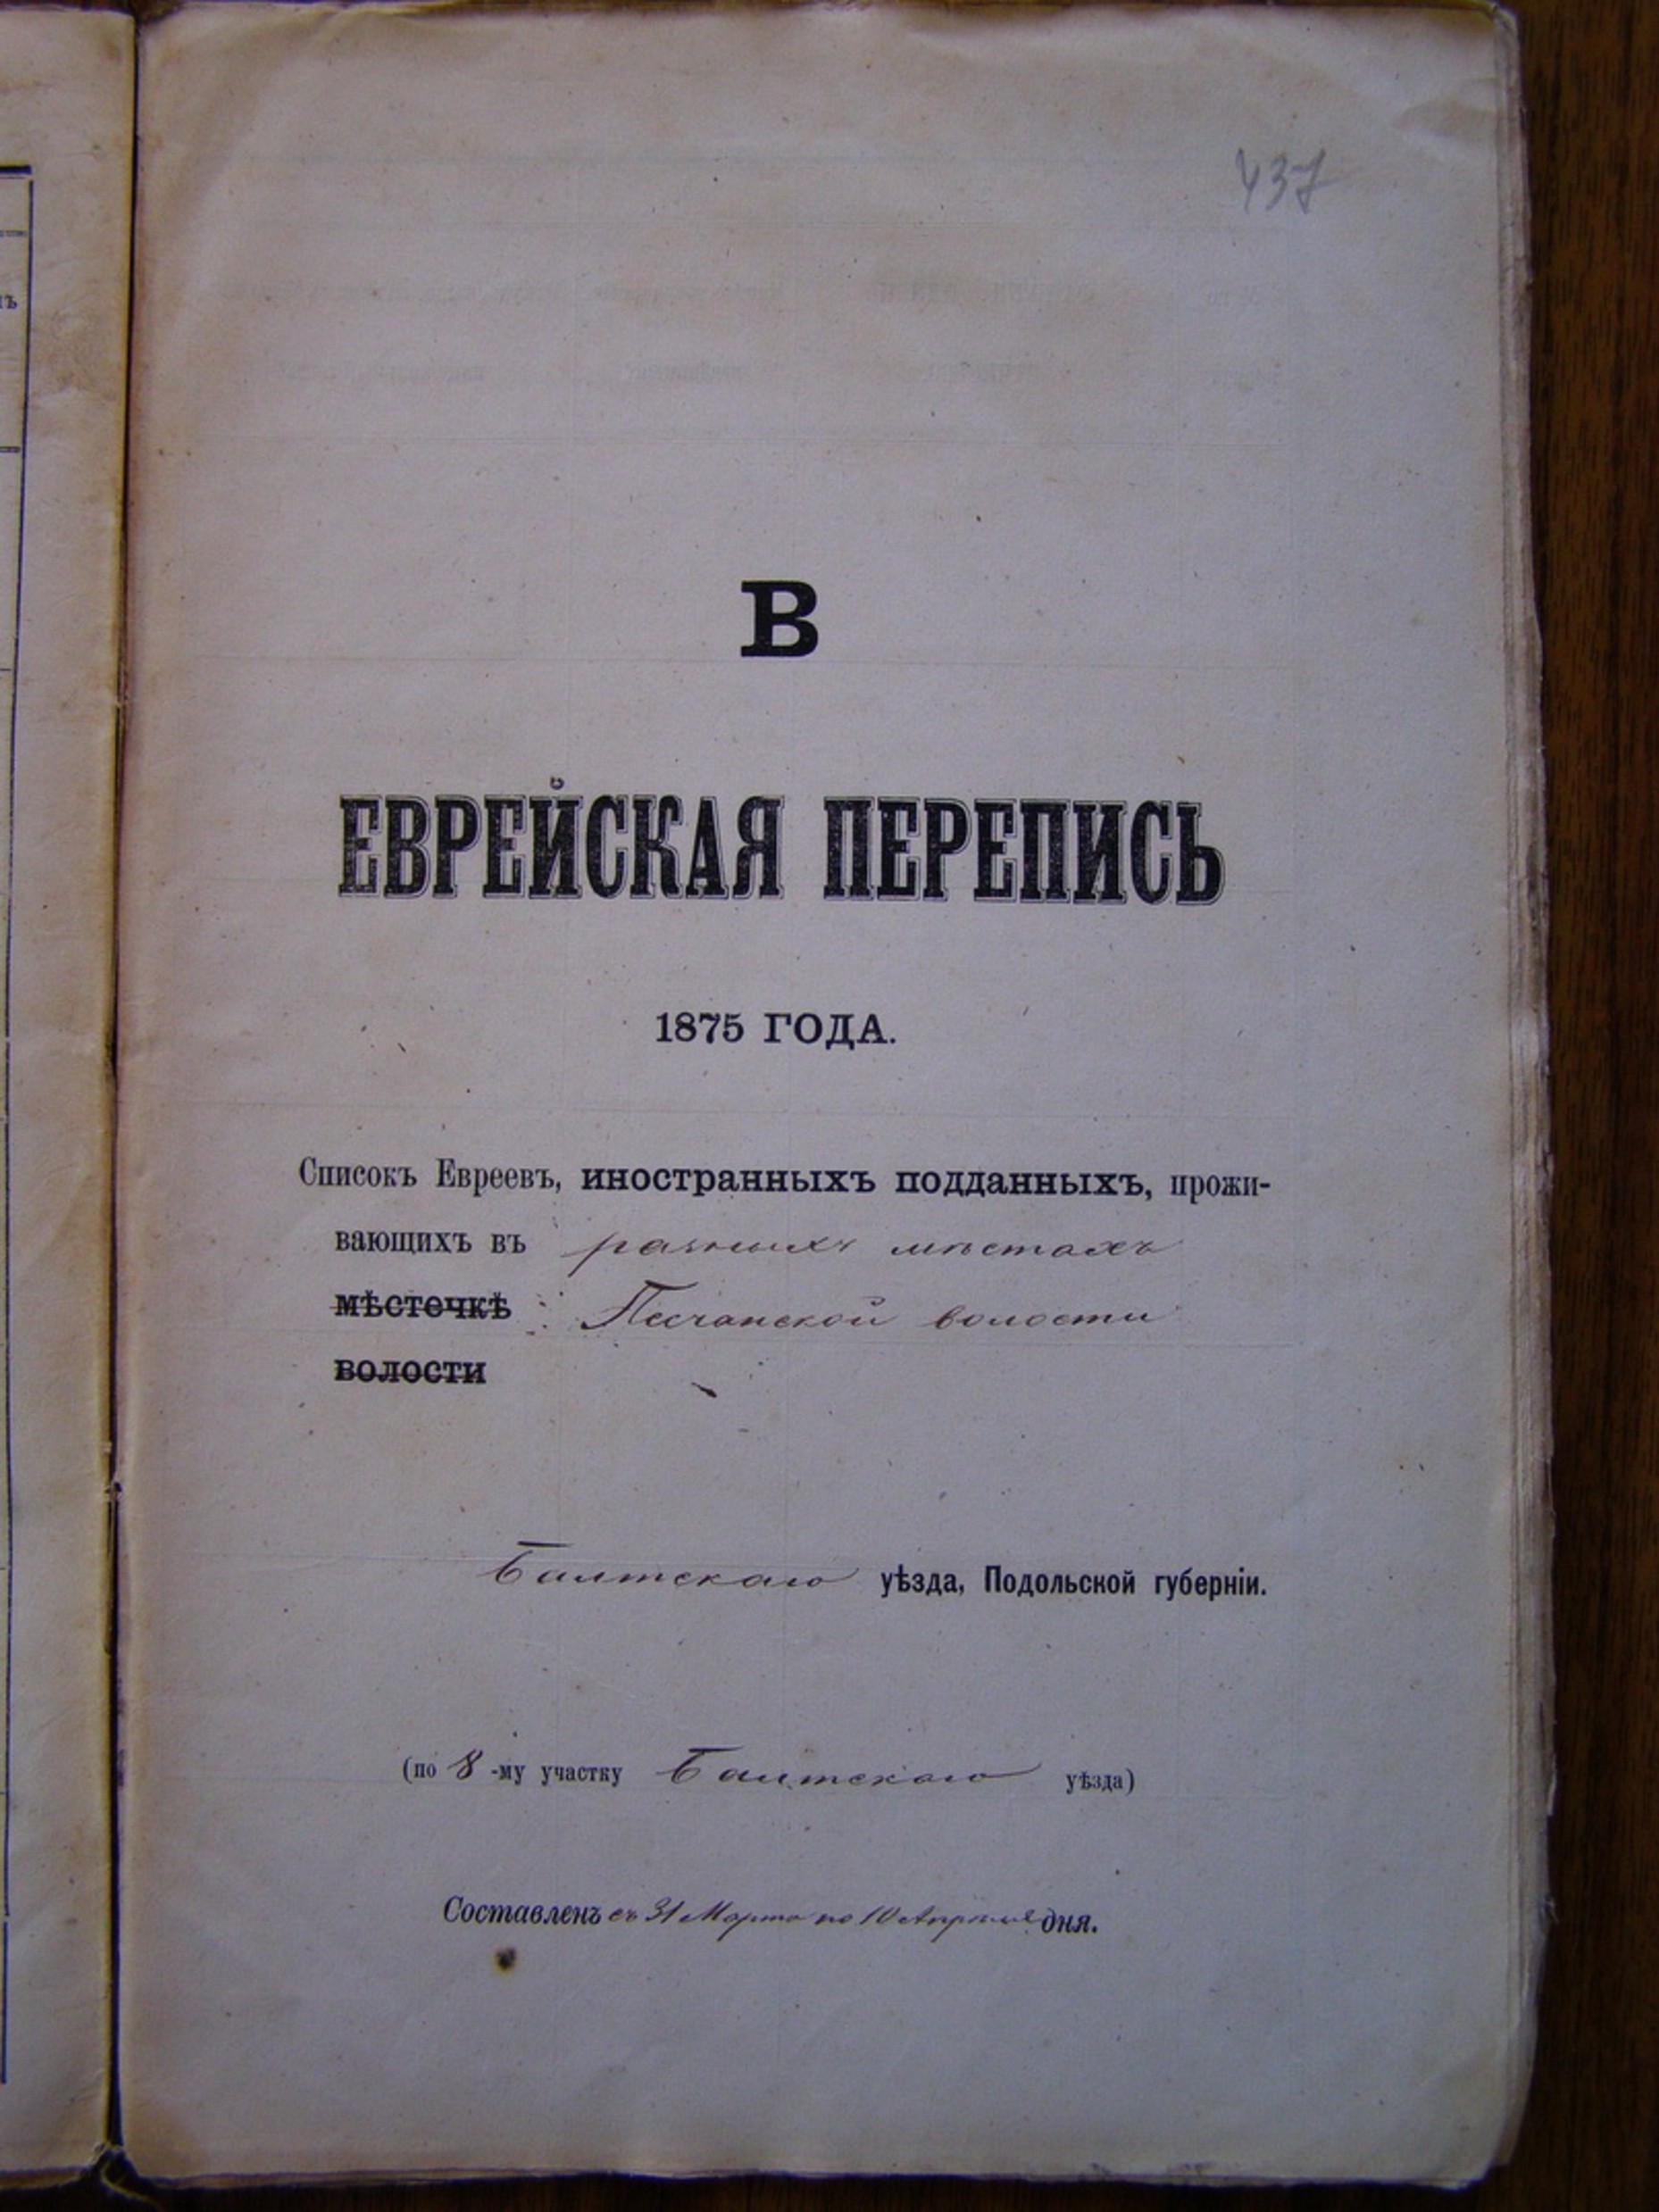 437
В
ЕВРЕЙСКАЯ ПЕРЕПИСЬ
1875 ГОДА.
Списокъ Евреевъ, иностранныхъ подданныхъ, прожи-
вающихъ въ разныхъ мѣстахъ
мѣстечкѣ Песчанской волости
волости
Балтскаго уѣзда, Подольской губерніи.
(по 8-му участку Балтскаго уѣзда)
Составленъ съ 31 Марта по 10 Апрѣля дня.